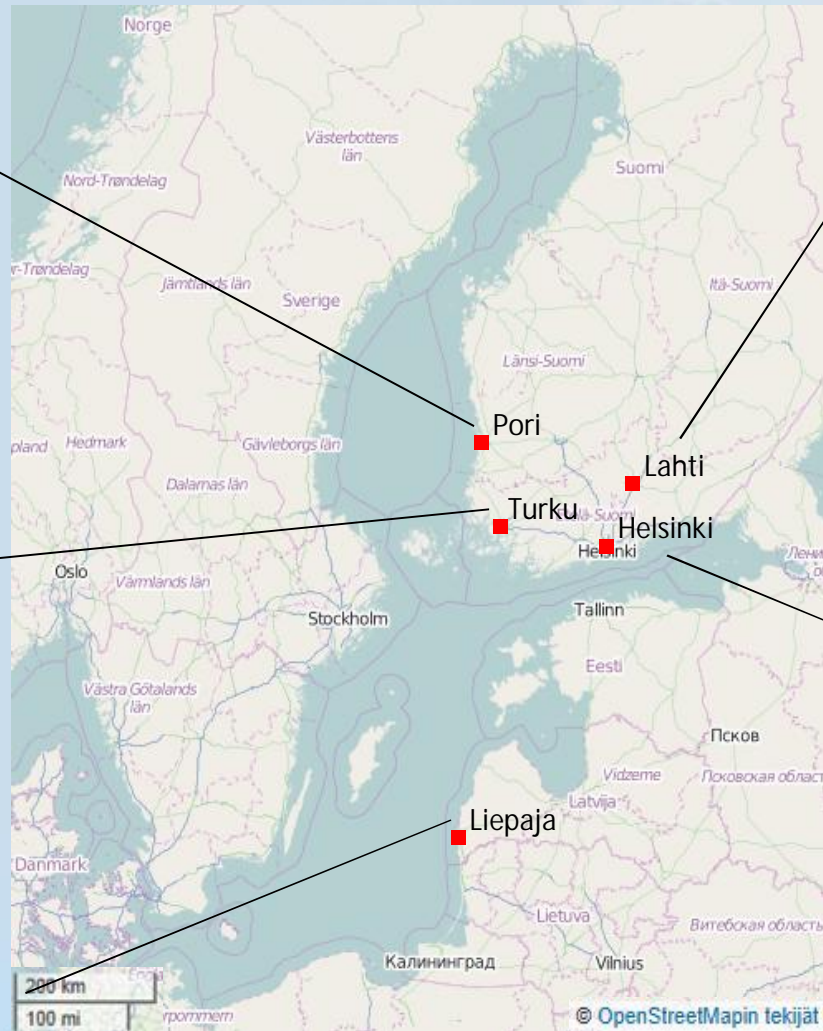 Norge
Västerbottens
län
Nord-Trøndelag
Suomi
r-Trøndelag
Jämtlands län
Itä-Suomi
Sverige
Länsi-Suomi
Pori
pland
Hedmark
Gävleborgs län
Lahti
Dalarnas län
Turku
Helsinki
Helsinki
Oslo
Värmlands län
Tallinn
Stockholm
Eesti
Västra Götalands
län
Псков
Vidzeme
Псковская област
Latvija
Liepaja
Danmark
Lietuva
Витебская область
Калининград
Vilnius
200 km
100 mi
rpommern
© OpenStreetMapin tekijät